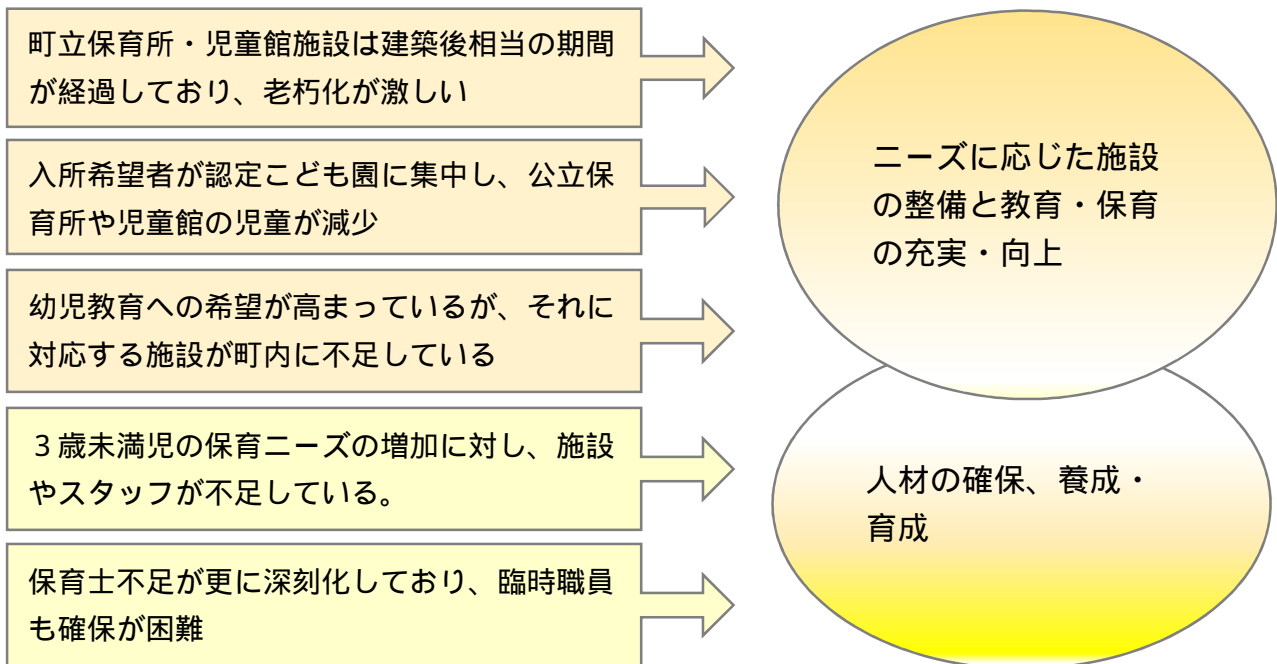 町立保育所・児童館施設は建築後相当の期間
が経過しており、老朽化が激しい
入所希望者が認定こども園に集中し、公立保
育所や児童館の児童が減少
幼児教育への希望が高まっているが、それに
対応する施設が町内に不足している
３歳未満児の保育ニーズの増加に対し、施設
やスタッフが不足している。
保育士不足が更に深刻化しており、臨時職員
も確保が困難
ニーズに応じた施設
の整備と教育・保育
の充実・向上
人材の確保、養成・
育成